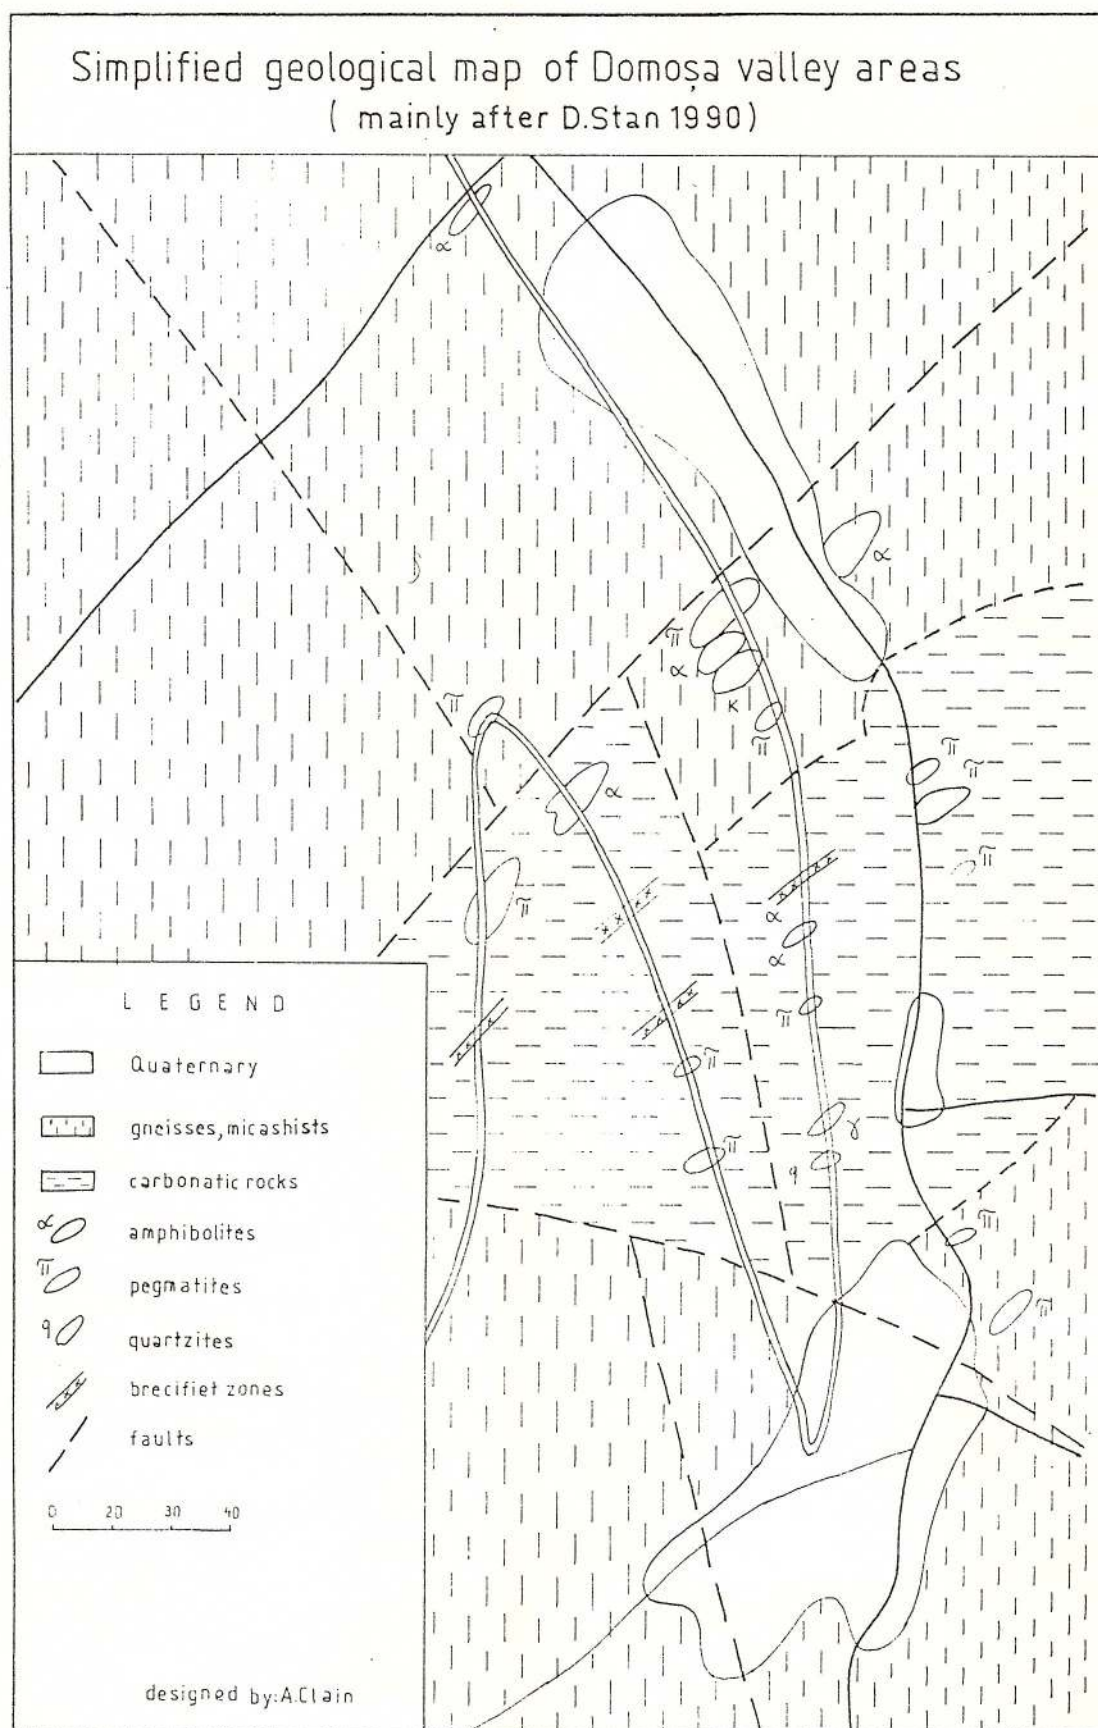 Simplified geological map of Domoșa valley areas
( mainly after D.Stan 1990)
α
α
π
α
κ
π
π
α
π
π
π
π
α
α
π
π
γ
q
π
π
π
LEGEND
Quaternary
gneisses, micashists
carbonatic rocks
α amphibolites
π pegmatites
q quartzites
brecifiet zones
faults
0 20 30 40
designed by: A.Clain